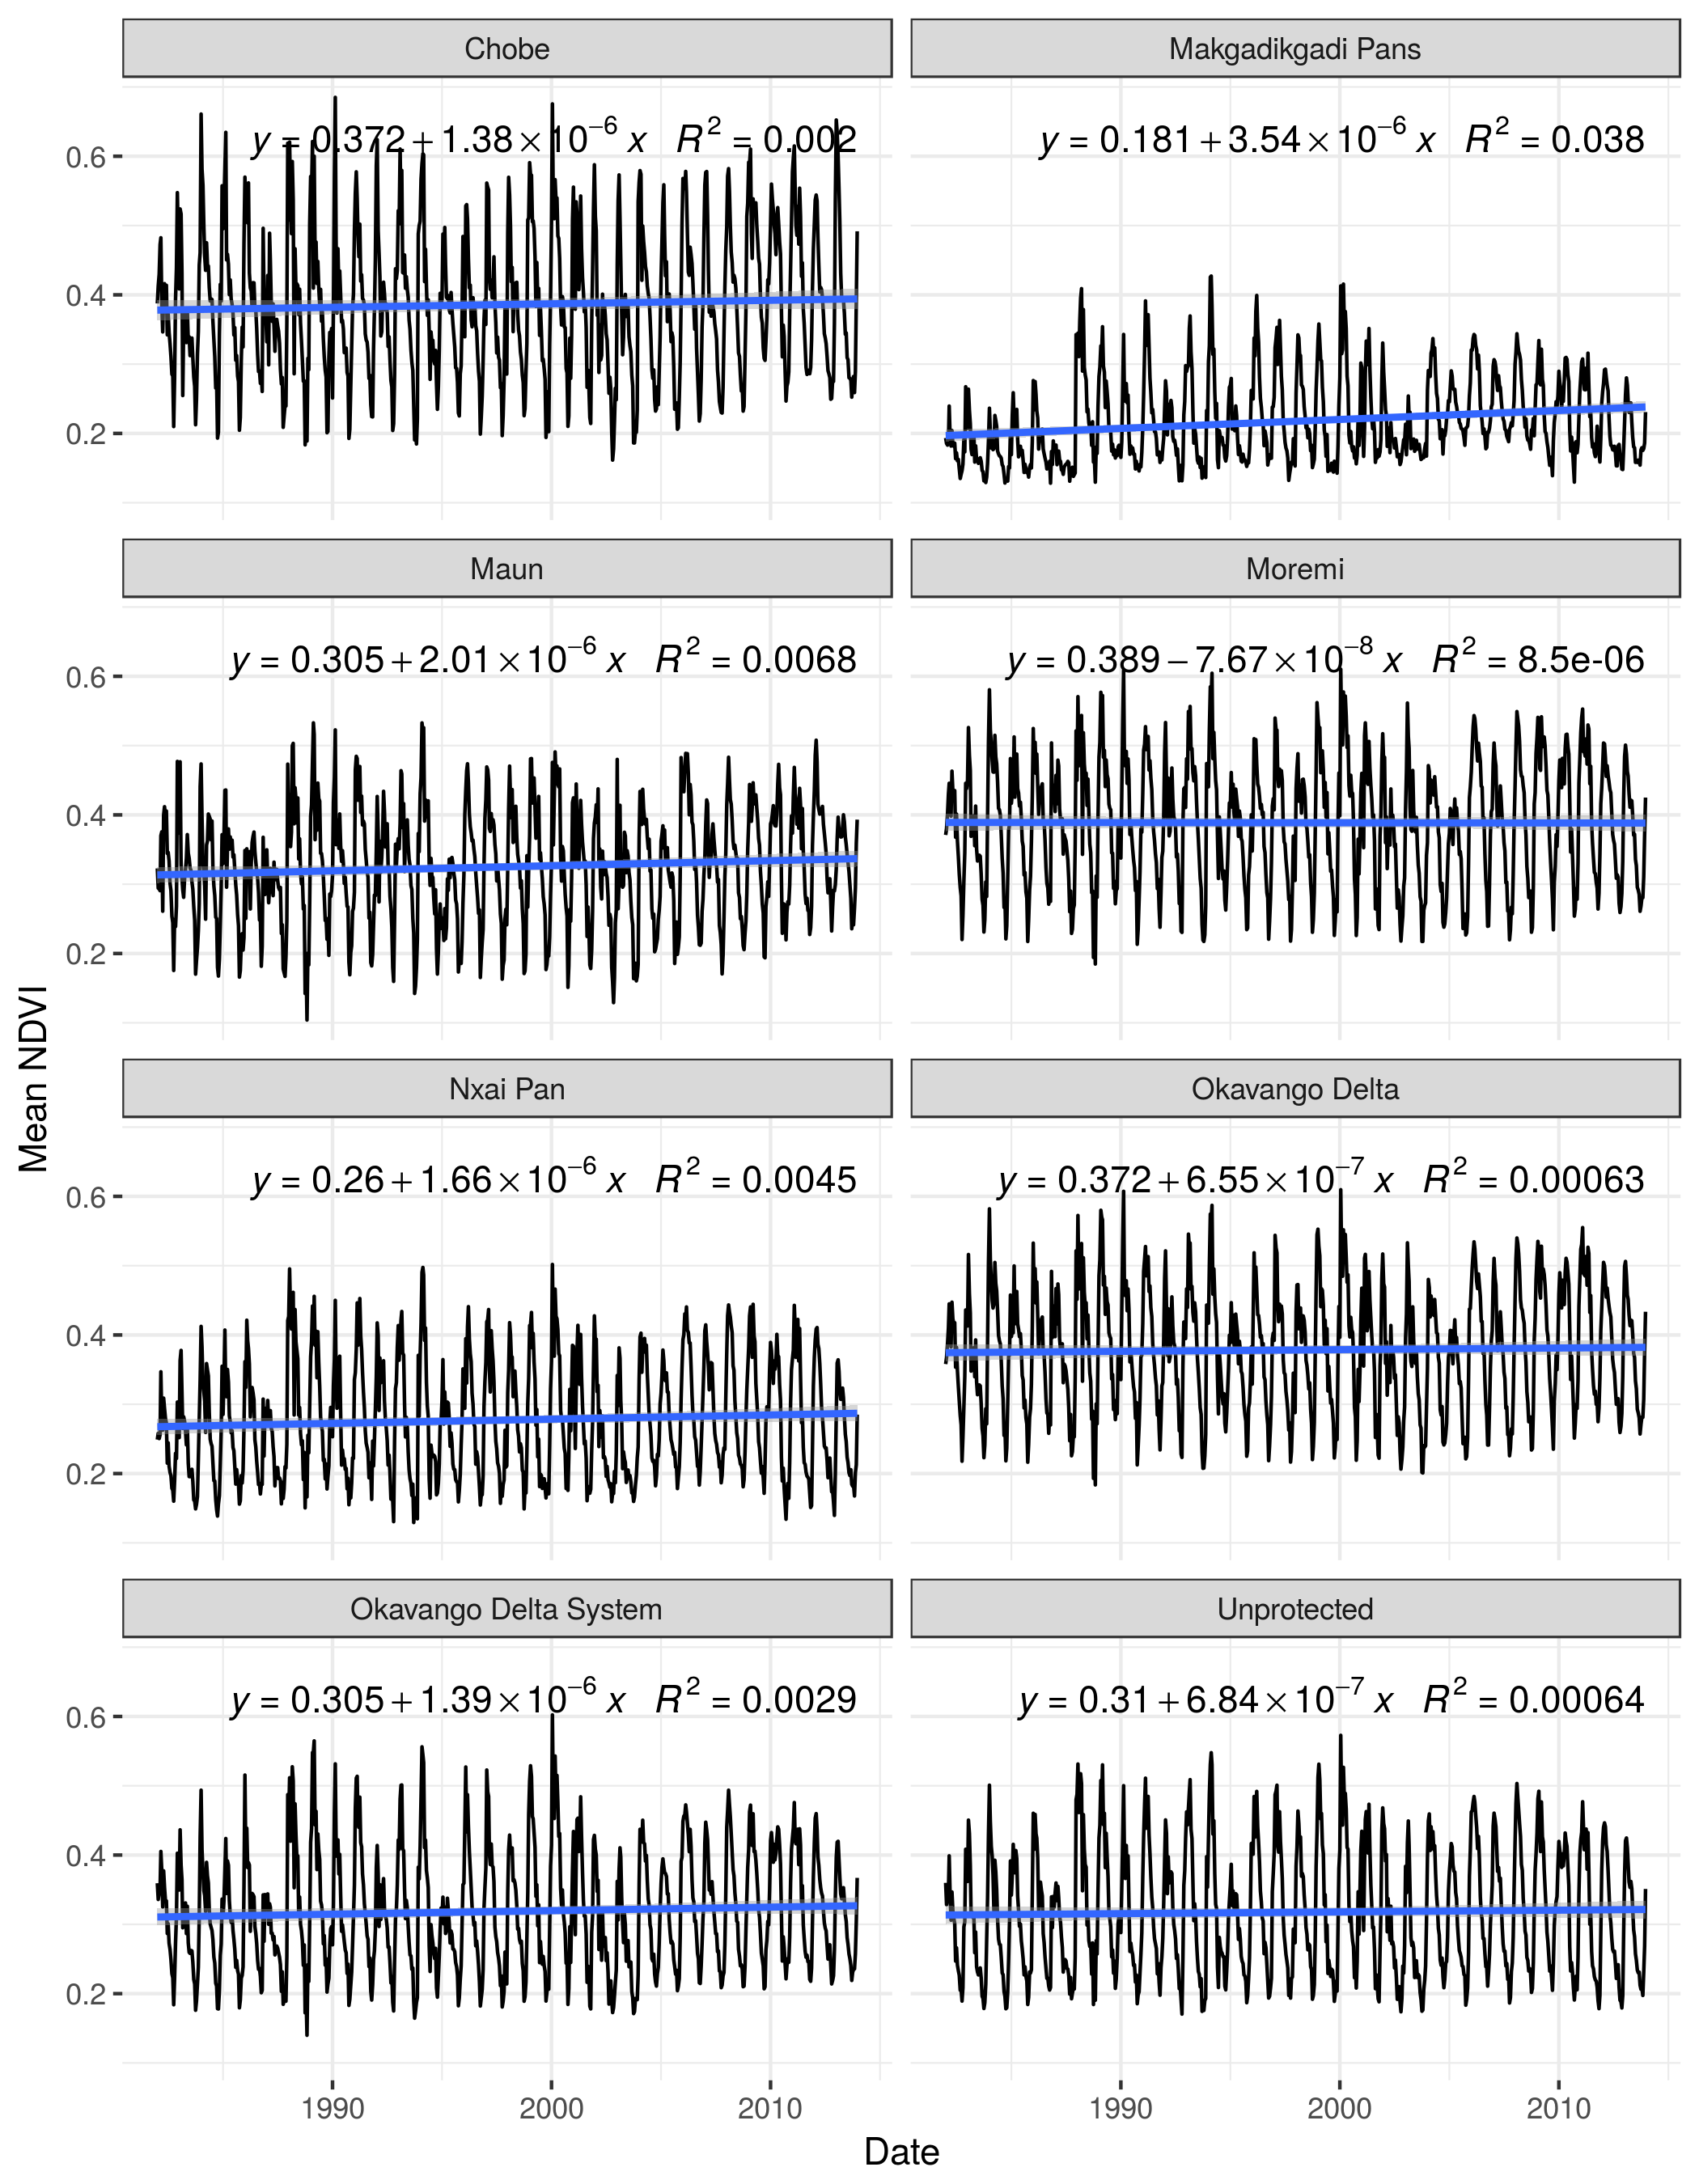 Chobe
Makgadikgadi Pans
y = 0.372 + 1.38 × 10⁻⁶ x R² = 0.002
y = 0.181 + 3.54 × 10⁻⁶ x R² = 0.038
0.6
0.4
0.2
Maun
Moremi
y = 0.305 + 2.01 × 10⁻⁶ x R² = 0.0068
y = 0.389 − 7.67 × 10⁻⁸ x R² = 8.5e-06
0.6
0.4
0.2
Mean NDVI
Nxai Pan
Okavango Delta
y = 0.26 + 1.66 × 10⁻⁶ x R² = 0.0045
y = 0.372 + 6.55 × 10⁻⁷ x R² = 0.00063
0.6
0.4
0.2
Okavango Delta System
Unprotected
y = 0.305 + 1.39 × 10⁻⁶ x R² = 0.0029
y = 0.31 + 6.84 × 10⁻⁷ x R² = 0.00064
0.6
0.4
0.2
1990 2000 2010
1990 2000 2010
Date